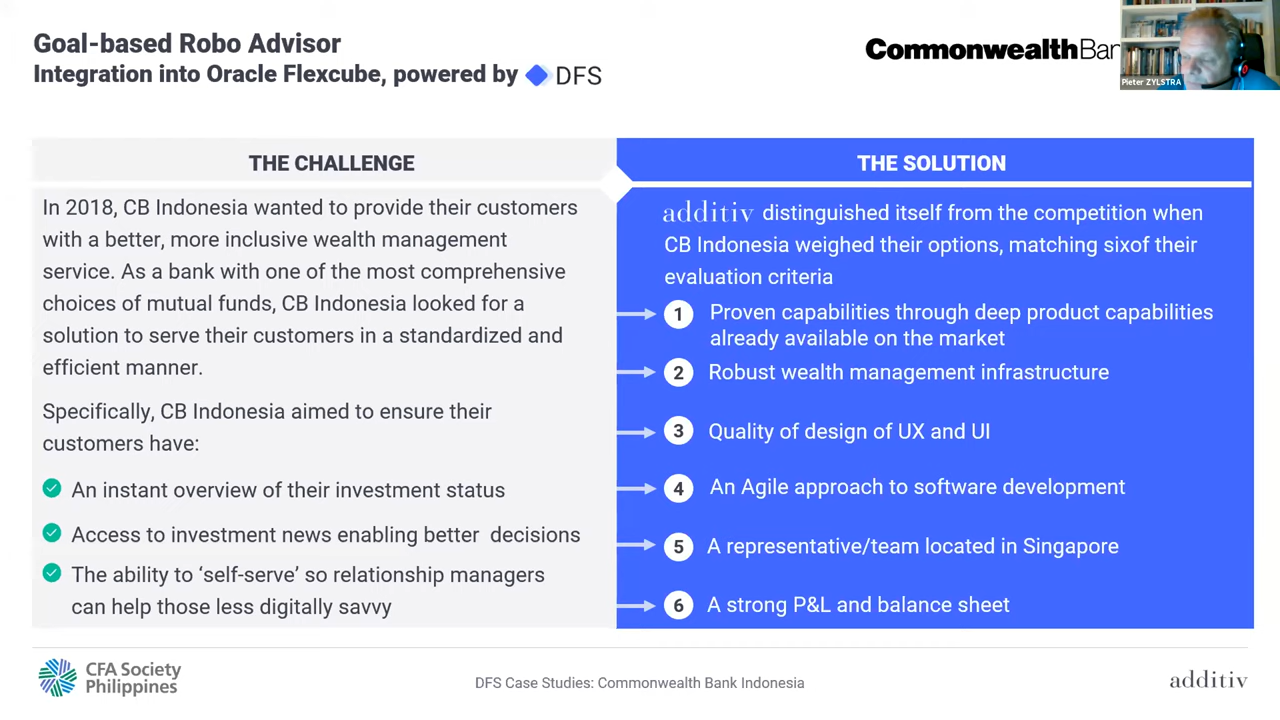 Goal-based Robo Advisor
Integration into Oracle Flexcube, powered by DFS
CommonwealthBan
Pieter ZYLSTRA
THE CHALLENGE
In 2018, CB Indonesia wanted to provide their customers
with a better, more inclusive wealth management
service. As a bank with one of the most comprehensive
choices of mutual funds, CB Indonesia looked for a
solution to serve their customers in a standardized and
efficient manner.
Specifically, CB Indonesia aimed to ensure their
customers have:
An instant overview of their investment status
Access to investment news enabling better decisions
The ability to ‘self-serve’ so relationship managers
can help those less digitally savvy
THE SOLUTION
additiv distinguished itself from the competition when
CB Indonesia weighed their options, matching sixof their
evaluation criteria
1 Proven capabilities through deep product capabilities
already available on the market
2 Robust wealth management infrastructure
3 Quality of design of UX and UI
4 An Agile approach to software development
5 A representative/team located in Singapore
6 A strong P&L and balance sheet
CFA Society
Philippines
DFS Case Studies: Commonwealth Bank Indonesia
additiv